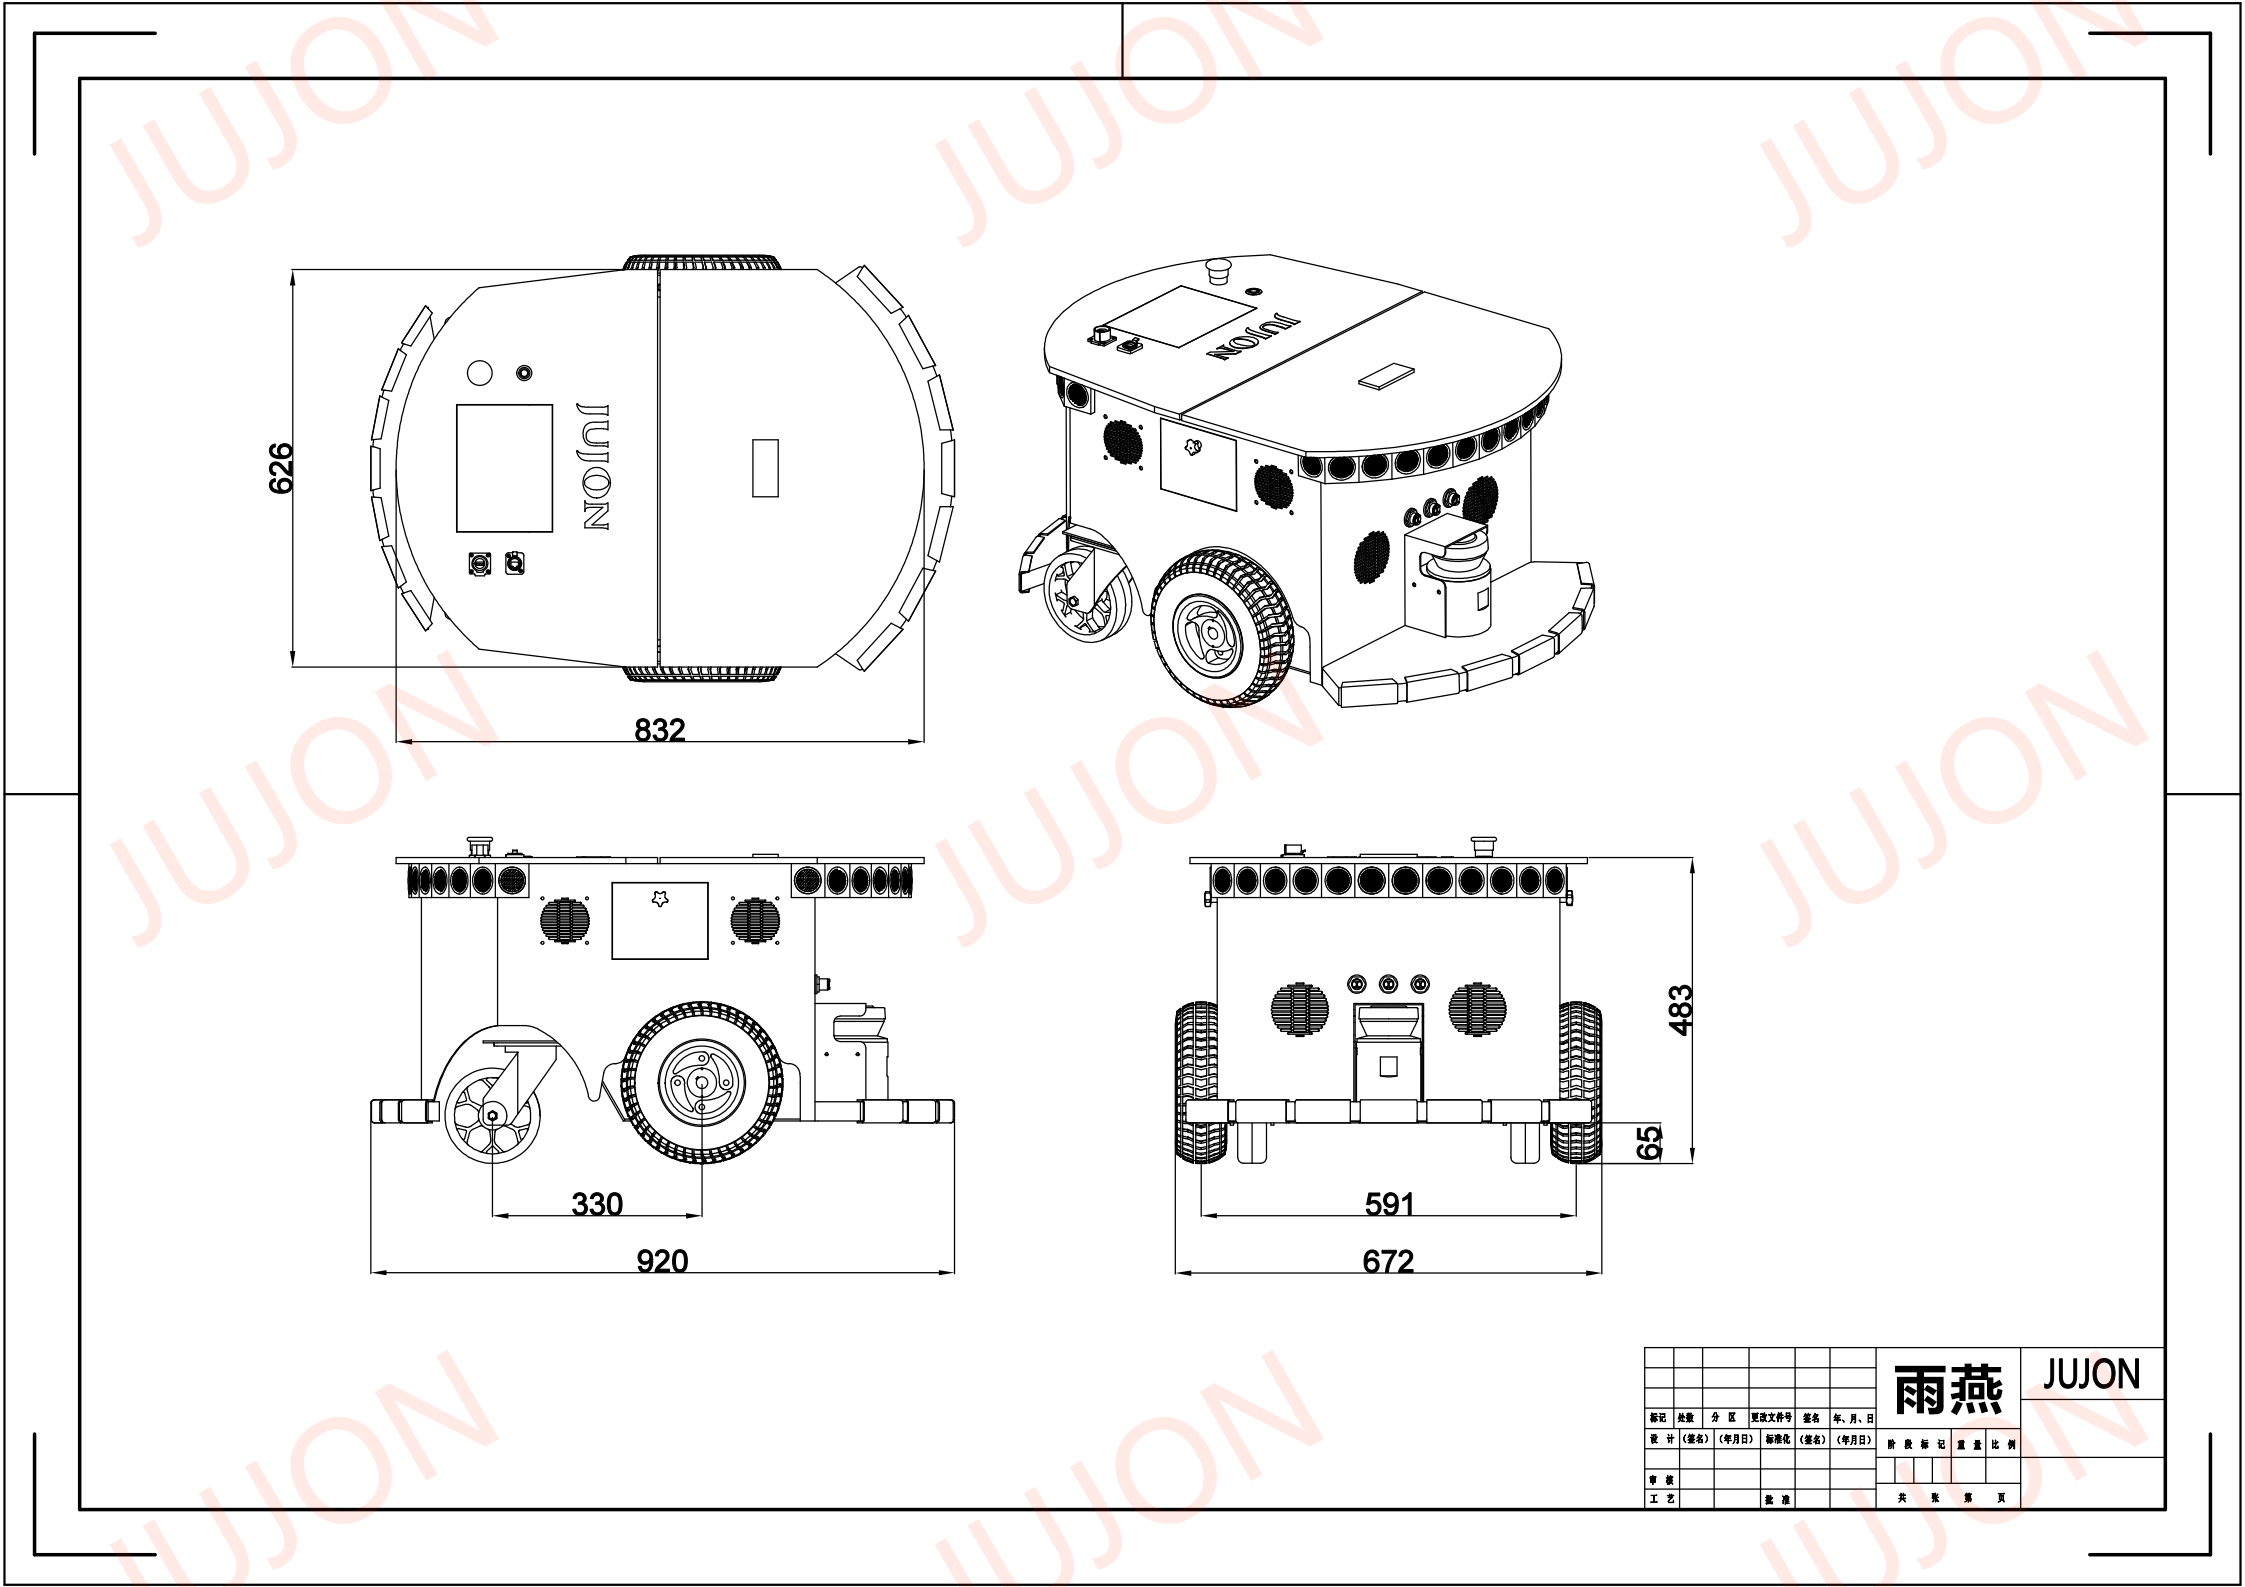 JUJON
JUJON
JUJON
626
JUJON
832
JUJON
JUJON
JUJON
JUJON
330
920
591
672
483
65
JUJON
JUJON
JUJON
雨燕
JUJON
标记 处数 分 区 更改文件号 签名 年、月、日
设 计 (签名) (年月日) 标准化 (签名) (年月日)
阶 段 标 记 重 量 比 例
审 核
工 艺 批 准
共 张 第 页